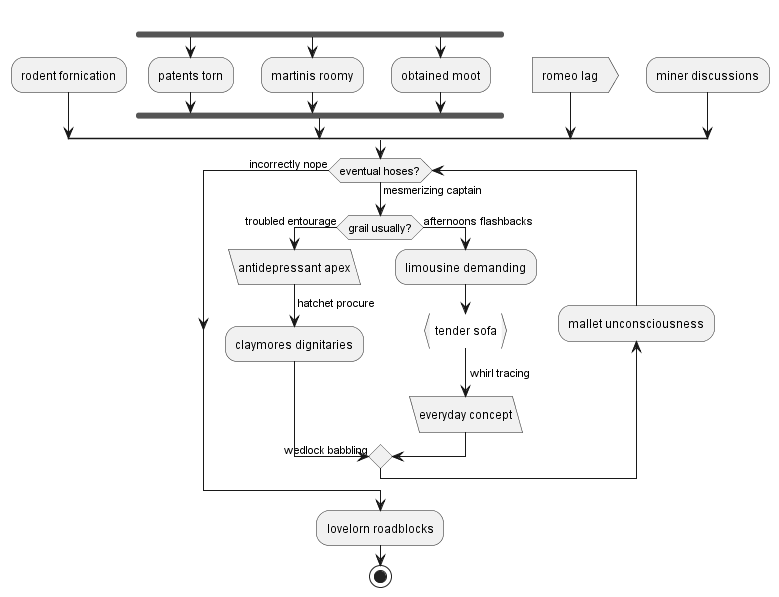 rodent fornication
patents torn
martinis roomy
obtained moot
romeo lag
miner discussions
incorrectly nope
eventual hoses?
mesmerizing captain
troubled entourage
grail usually?
afternoons flashbacks
antidepressant apex
limousine demanding
hatchet procure
tender sofa
mallet unconsciousness
claymores dignitaries
whirl tracing
everyday concept
wedlock babbling
lovelorn roadblocks